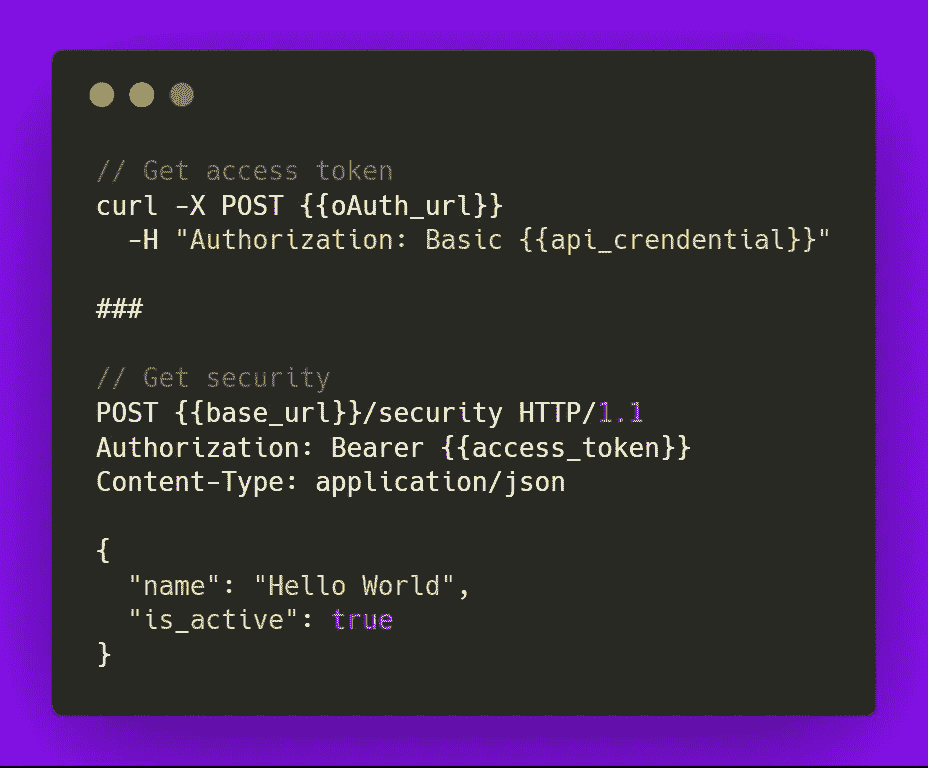 // Get access token
curl -X POST {{oAuth_url}}
-H "Authorization: Basic {{api_crendential}}"
###
// Get security
POST {{base_url}}/security HTTP/1.1
Authorization: Bearer {{access_token}}
Content-Type: application/json
{
"name": "Hello World",
"is_active": true
}